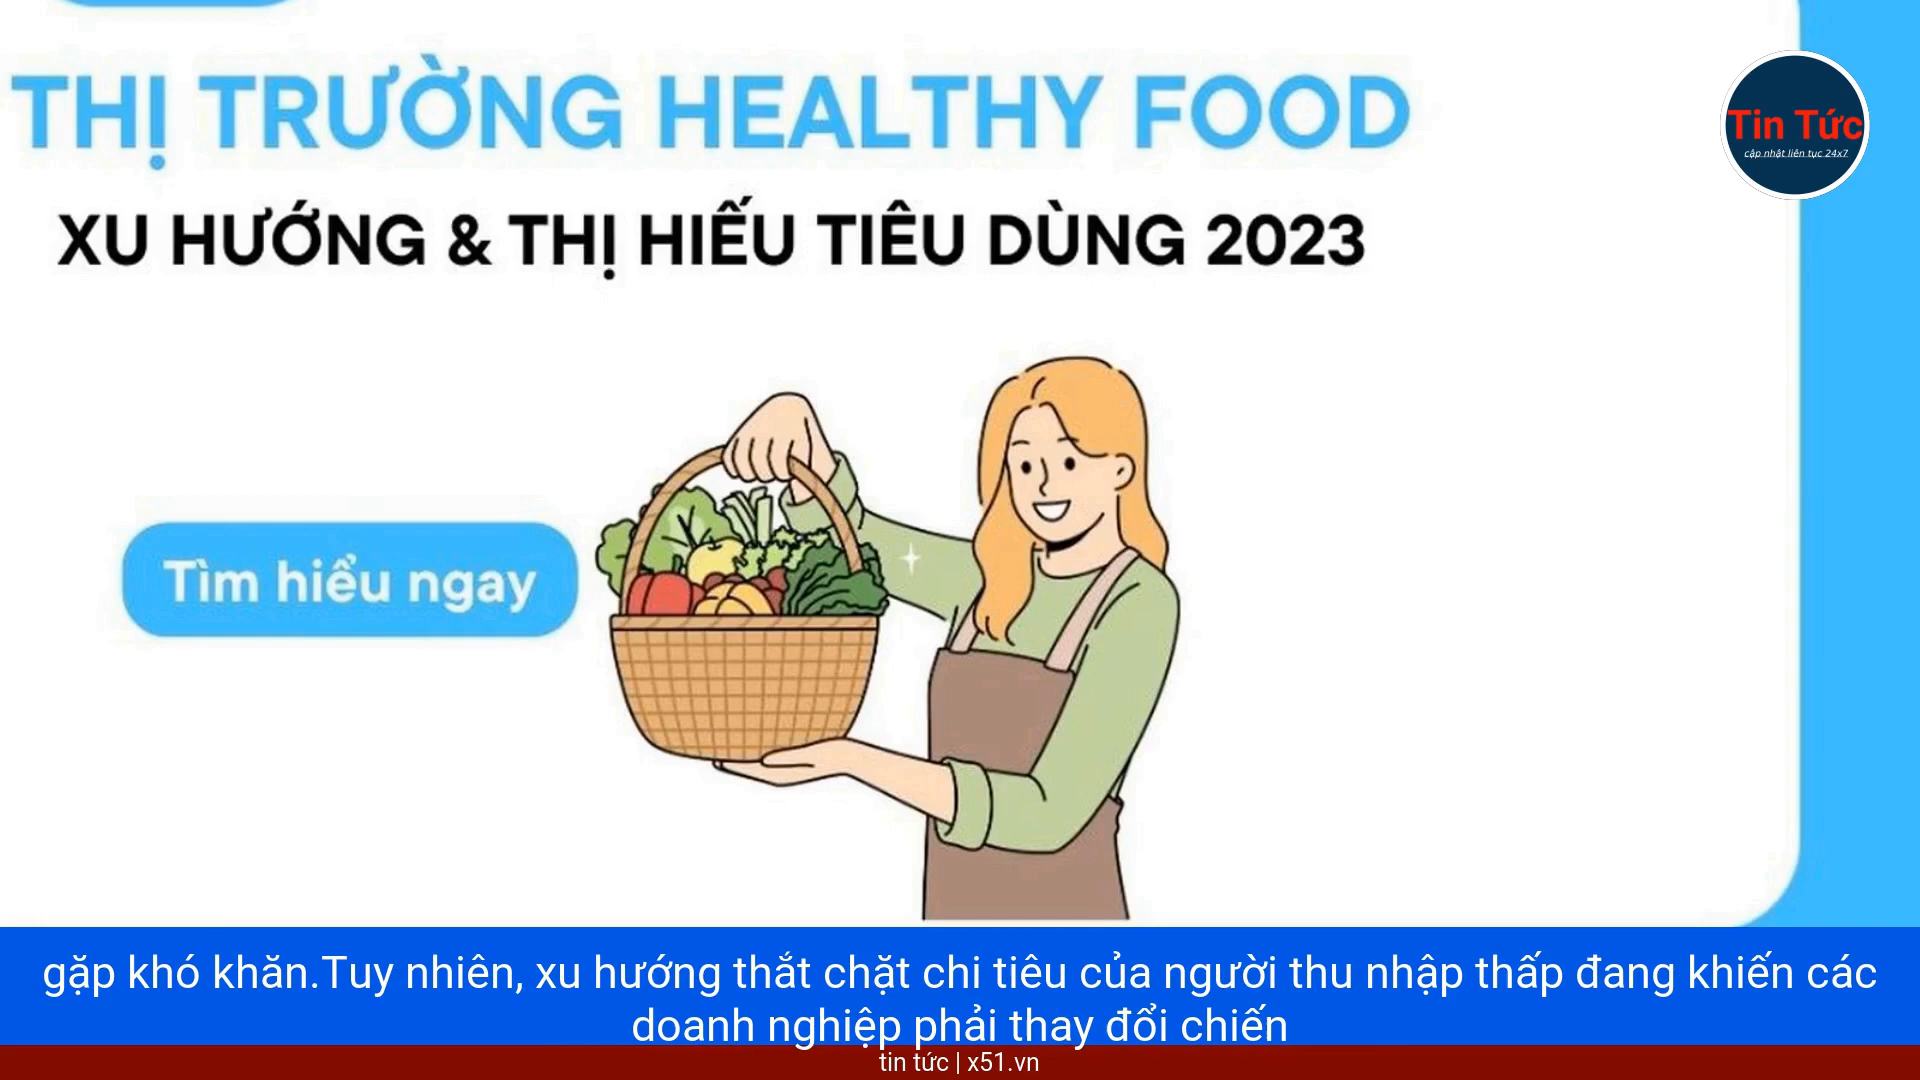 THỊ TRƯỜNG HEALTHY FOOD
Tin Tức
cập nhật liên tục 24x7
XU HƯỚNG & THỊ HIẾU TIÊU DÙNG 2023
Tìm hiểu ngay
gặp khó khăn.Tuy nhiên, xu hướng thắt chặt chi tiêu của người thu nhập thấp đang khiến các
doanh nghiệp phải thay đổi chiến
tin tức | x51.vn